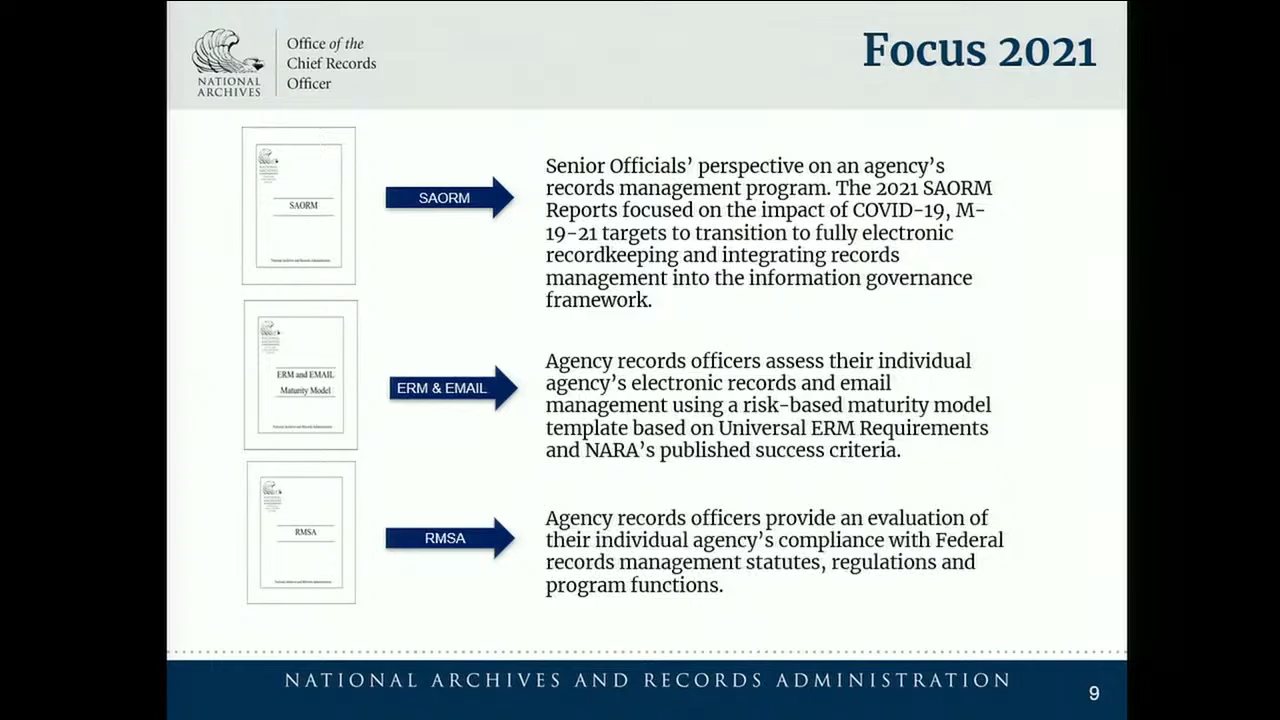 NATIONAL
ARCHIVES
Office of the
Chief Records
Officer
Focus 2021
SAORM
SAORM
Senior Officials’ perspective on an agency’s
records management program. The 2021 SAORM
Reports focused on the impact of COVID-19, M-
19-21 targets to transition to fully electronic
recordkeeping and integrating records
management into the information governance
framework.
ERM and EMAIL
Maturity Model
ERM & EMAIL
Agency records officers assess their individual
agency’s electronic records and email
management using a risk-based maturity model
template based on Universal ERM Requirements
and NARA’s published success criteria.
RMSA
RMSA
Agency records officers provide an evaluation of
their individual agency’s compliance with Federal
records management statutes, regulations and
program functions.
NATIONAL ARCHIVES AND RECORDS ADMINISTRATION
9